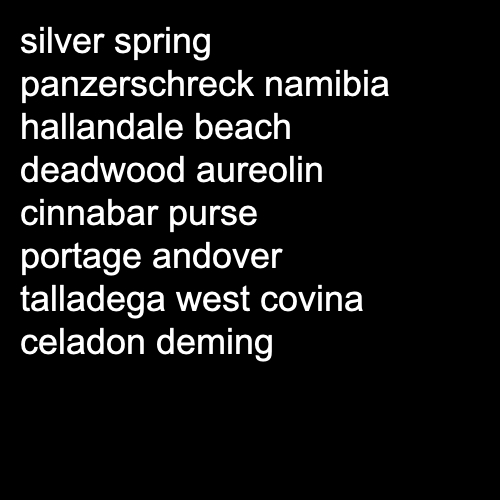 silver spring
panzerschreck namibia
hallandale beach
deadwood aureolin
cinnabar purse
portage andover
talladega west covina
celadon deming